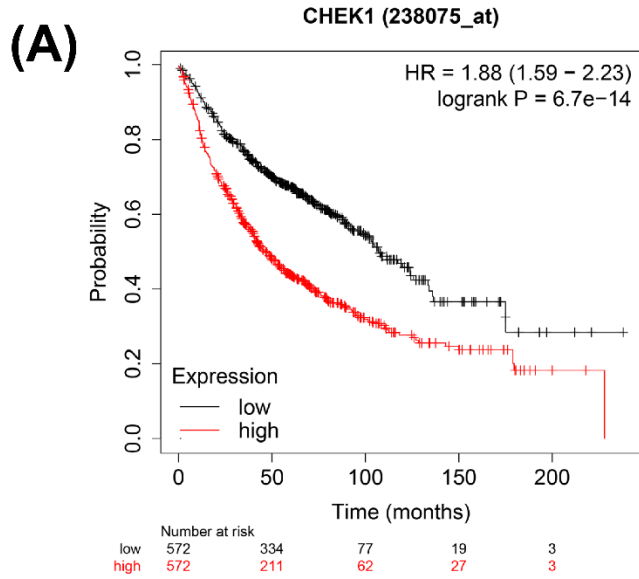 (A)
CHEK1 (238075_at)
HR = 1.88 (1.59 − 2.23)
logrank P = 6.7e−14
Probability
1.0
0.8
0.6
0.4
0.2
0.0
Expression
low
high
0 50 100 150 200
Time (months)
Number at risk
low 572 334 77 19 3
high 572 211 62 27 3